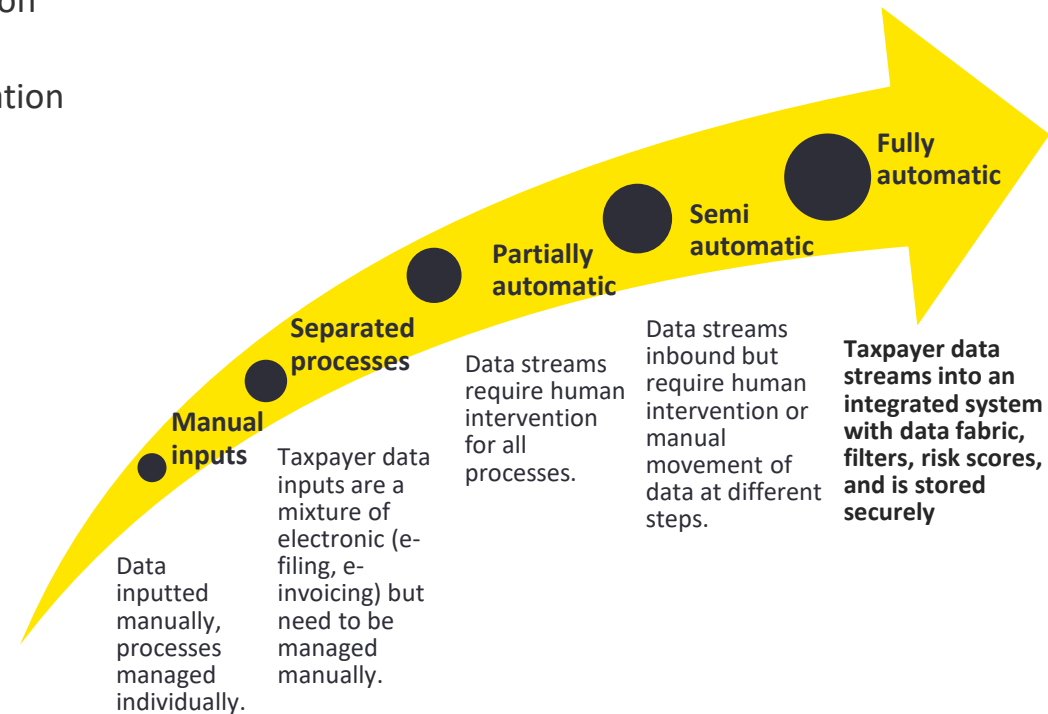 on
ation
Fully
automatic
Semi
automatic
Partially
automatic
Separated
processes
Manual
inputs
Data
inputted
manually,
processes
managed
individually.
Taxpayer data
inputs are a
mixture of
electronic (e-
filing, e-
invoicing) but
need to be
managed
manually.
Data streams
require human
intervention
for all
processes.
Data streams
inbound but
require human
intervention or
manual
movement of
data at different
steps.
Taxpayer data
streams into an
integrated system
with data fabric,
filters, risk scores,
and is stored
securely